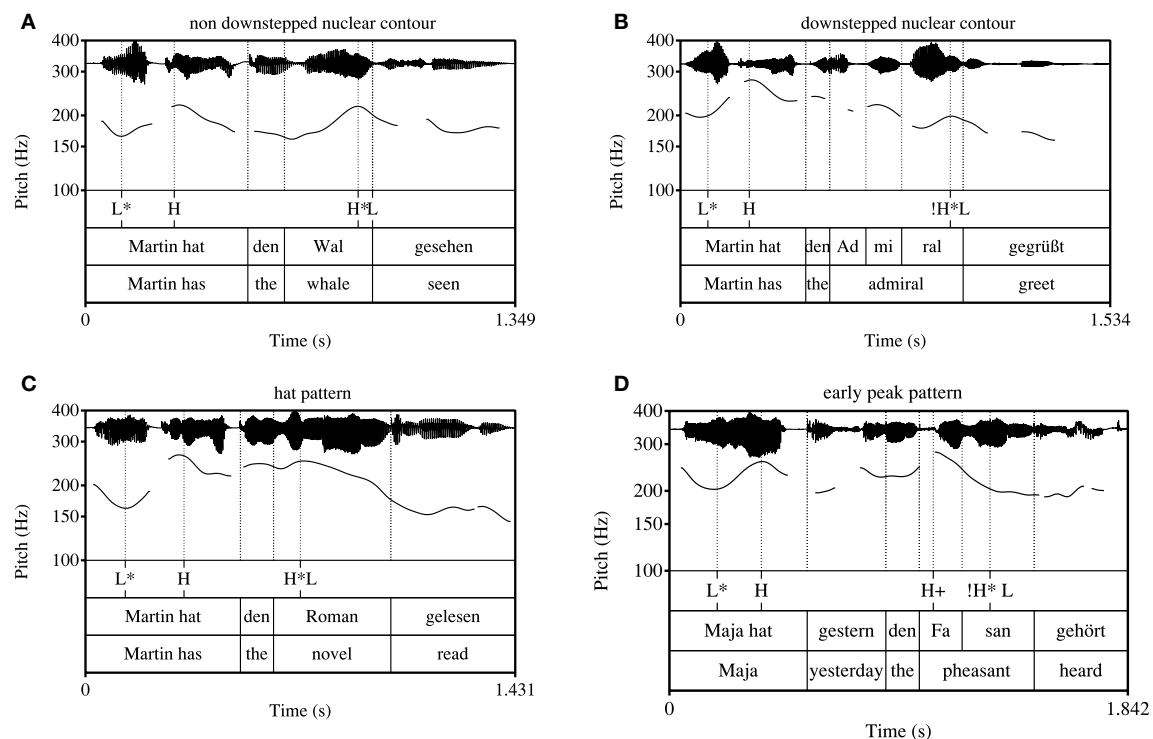 A
non downstepped nuclear contour
400
300
200
150
100
Pitch (Hz)
L* H H*L
Martin hat den Wal gesehen
Martin has the whale seen
0 1.349
Time (s)
B
downstepped nuclear contour
400
300
200
150
100
Pitch (Hz)
L* H !H*L
Martin hat den Ad mi ral gegrüßt
Martin has the admiral greet
0 1.534
Time (s)
C
hat pattern
400
300
200
150
100
Pitch (Hz)
L* H H*L
Martin hat den Roman gelesen
Martin has the novel read
0 1.431
Time (s)
D
early peak pattern
400
300
200
150
100
Pitch (Hz)
L* H H+ !H* L
Maja hat gestern den Fa san gehört
Maja yesterday the pheasant heard
0 1.842
Time (s)